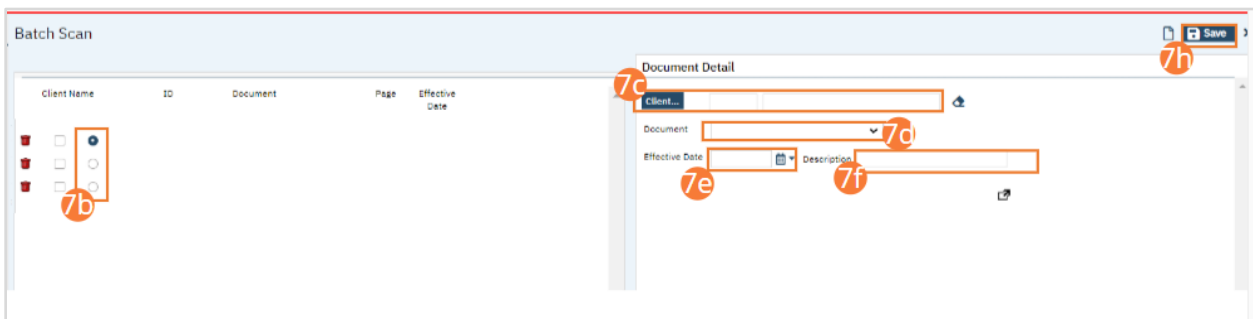 Batch Scan
Save
7h
Document Detail
Client Name ID Document Page Effective Date
7c
Client...
Document
7d
Effective Date
Description
7e
7f
7b